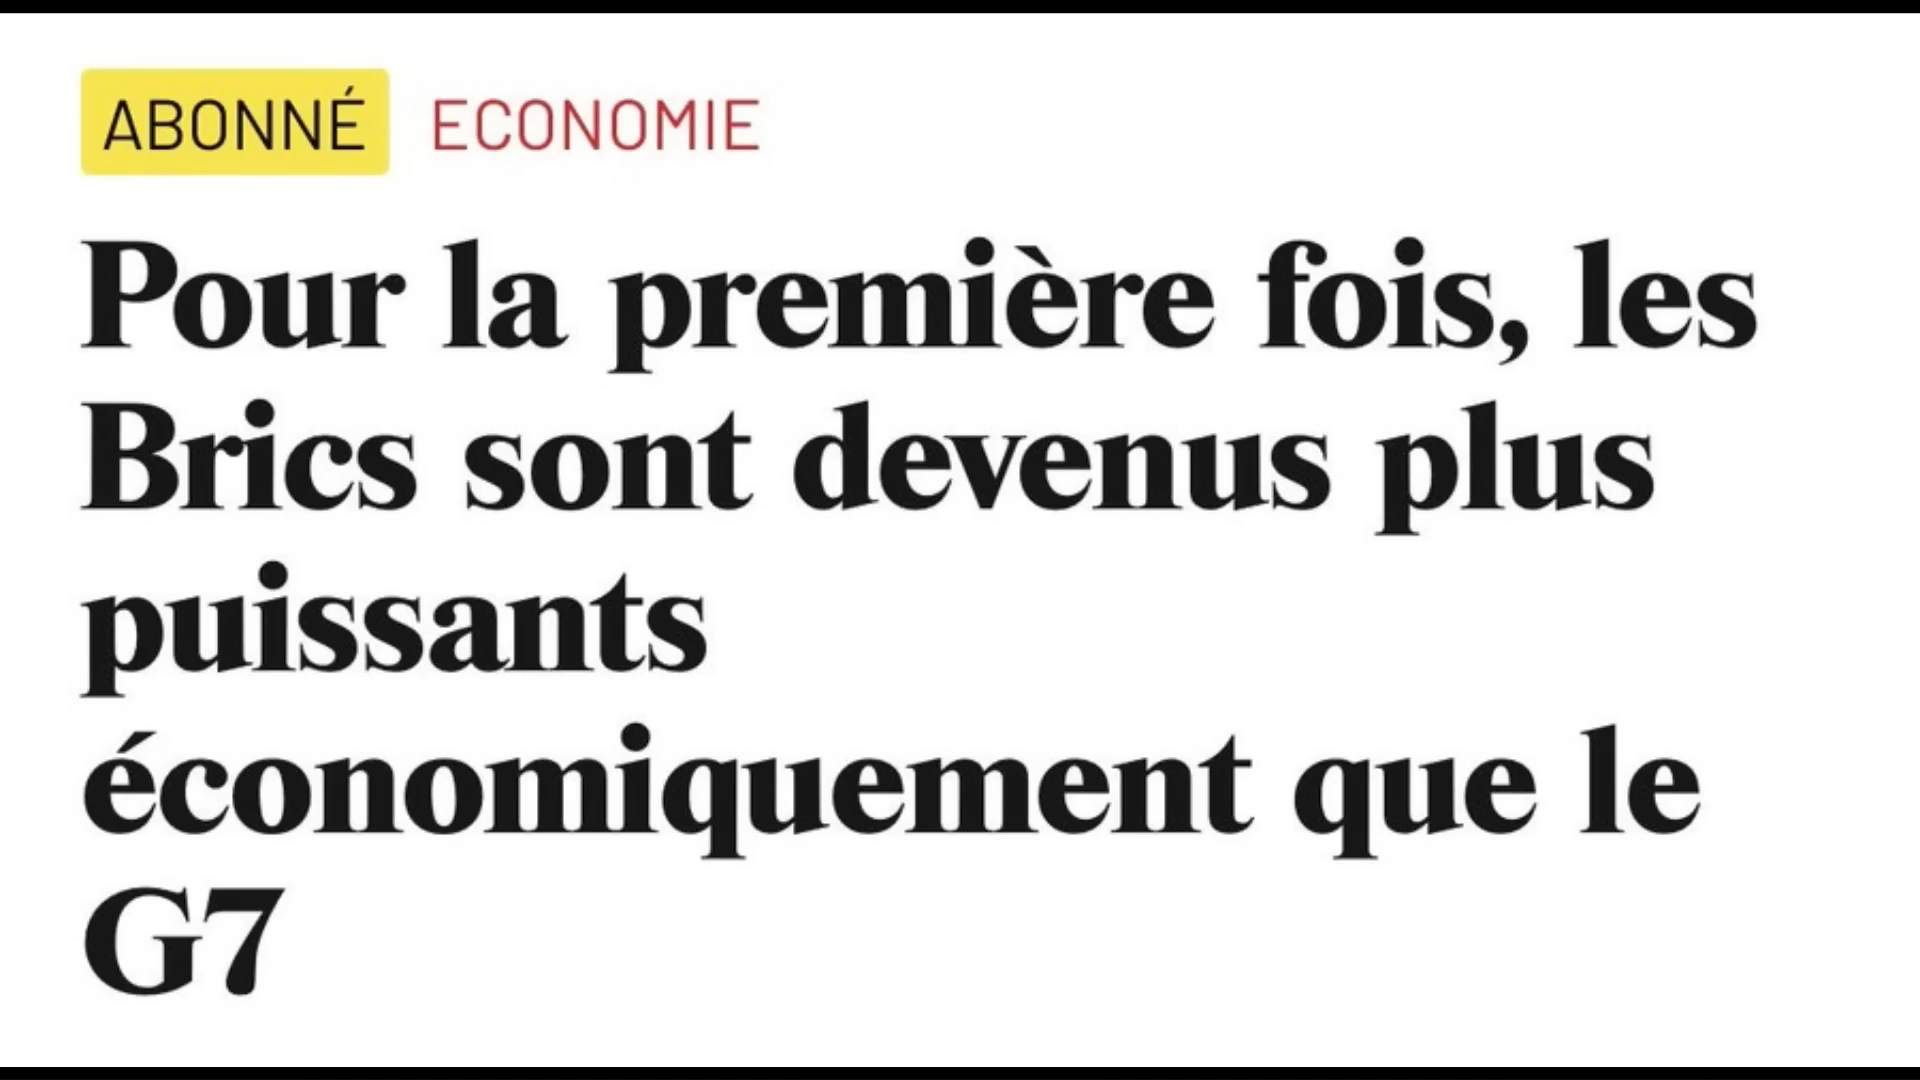 ABONNÉ ECONOMIE
Pour la première fois, les
Brics sont devenus plus
puissants
économiquement que le
G7